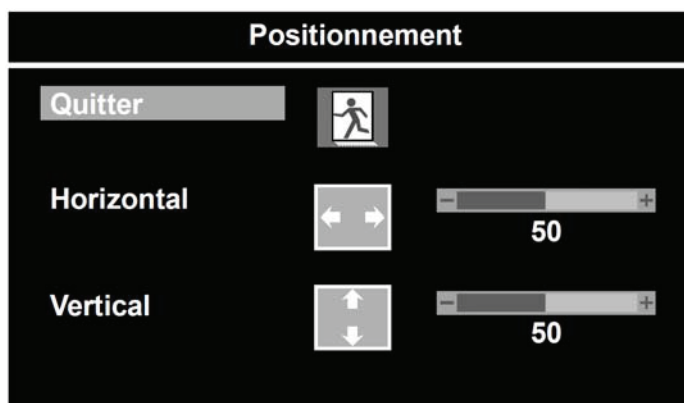 Positionnement
Quitter
Horizontal
- +
50
Vertical
- +
50